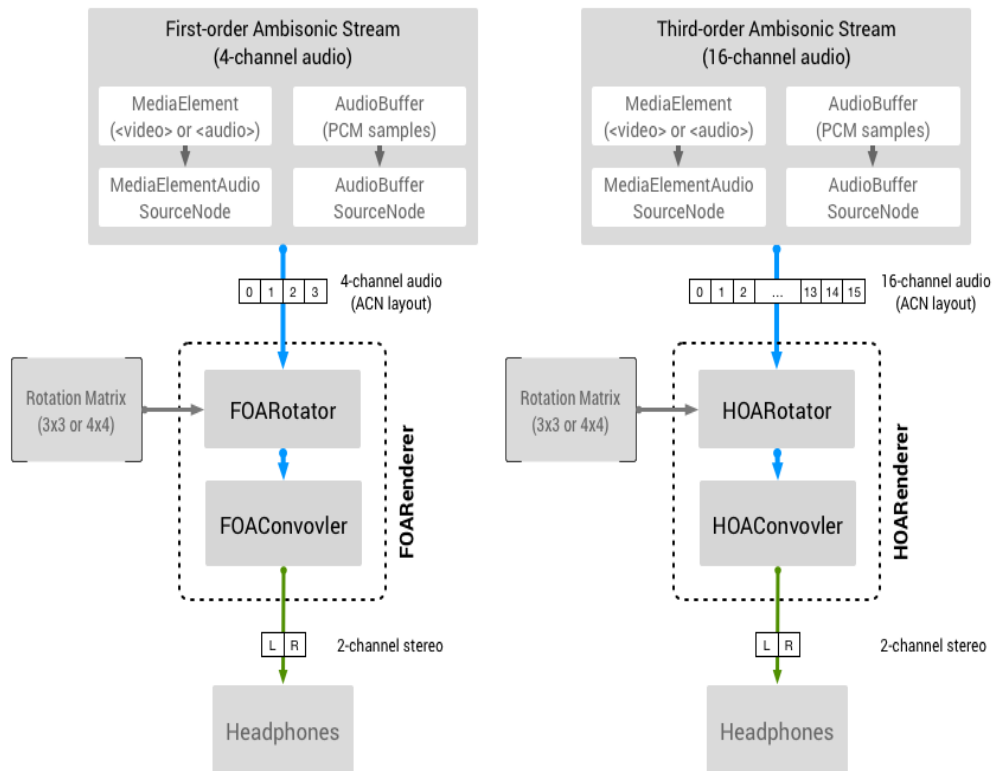 First-order Ambisonic Stream
(4-channel audio)
MediaElement
(<video> or <audio>)
AudioBuffer
(PCM samples)
MediaElementAudio
SourceNode
AudioBuffer
SourceNode
0 1 2 3
4-channel audio
(ACN layout)
Rotation Matrix
(3x3 or 4x4)
FOARotator
FOAConvovler
FOARenderer
L R
2-channel stereo
Headphones
Third-order Ambisonic Stream
(16-channel audio)
MediaElement
(<video> or <audio>)
AudioBuffer
(PCM samples)
MediaElementAudio
SourceNode
AudioBuffer
SourceNode
0 1 2 ... 13 14 15
16-channel audio
(ACN layout)
Rotation Matrix
(3x3 or 4x4)
HOARotator
HOAConvovler
HOARenderer
L R
2-channel stereo
Headphones